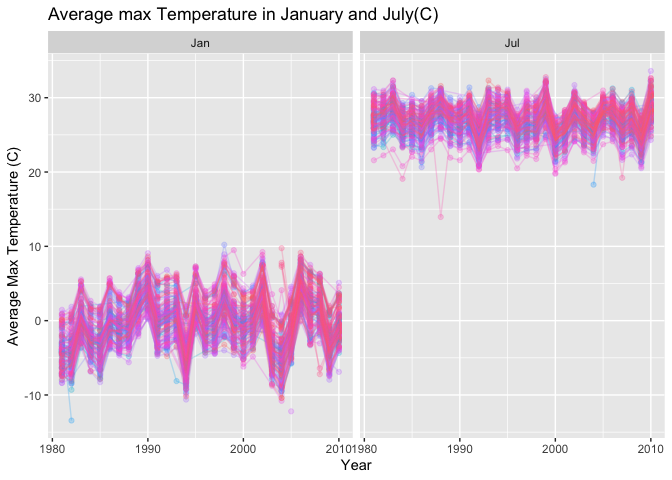 Average max Temperature in January and July(C)
Jan
Jul
Average Max Temperature (C)
30
20
10
0
-10
1980 1990 2000 2010 1980 1990 2000 2010
Year